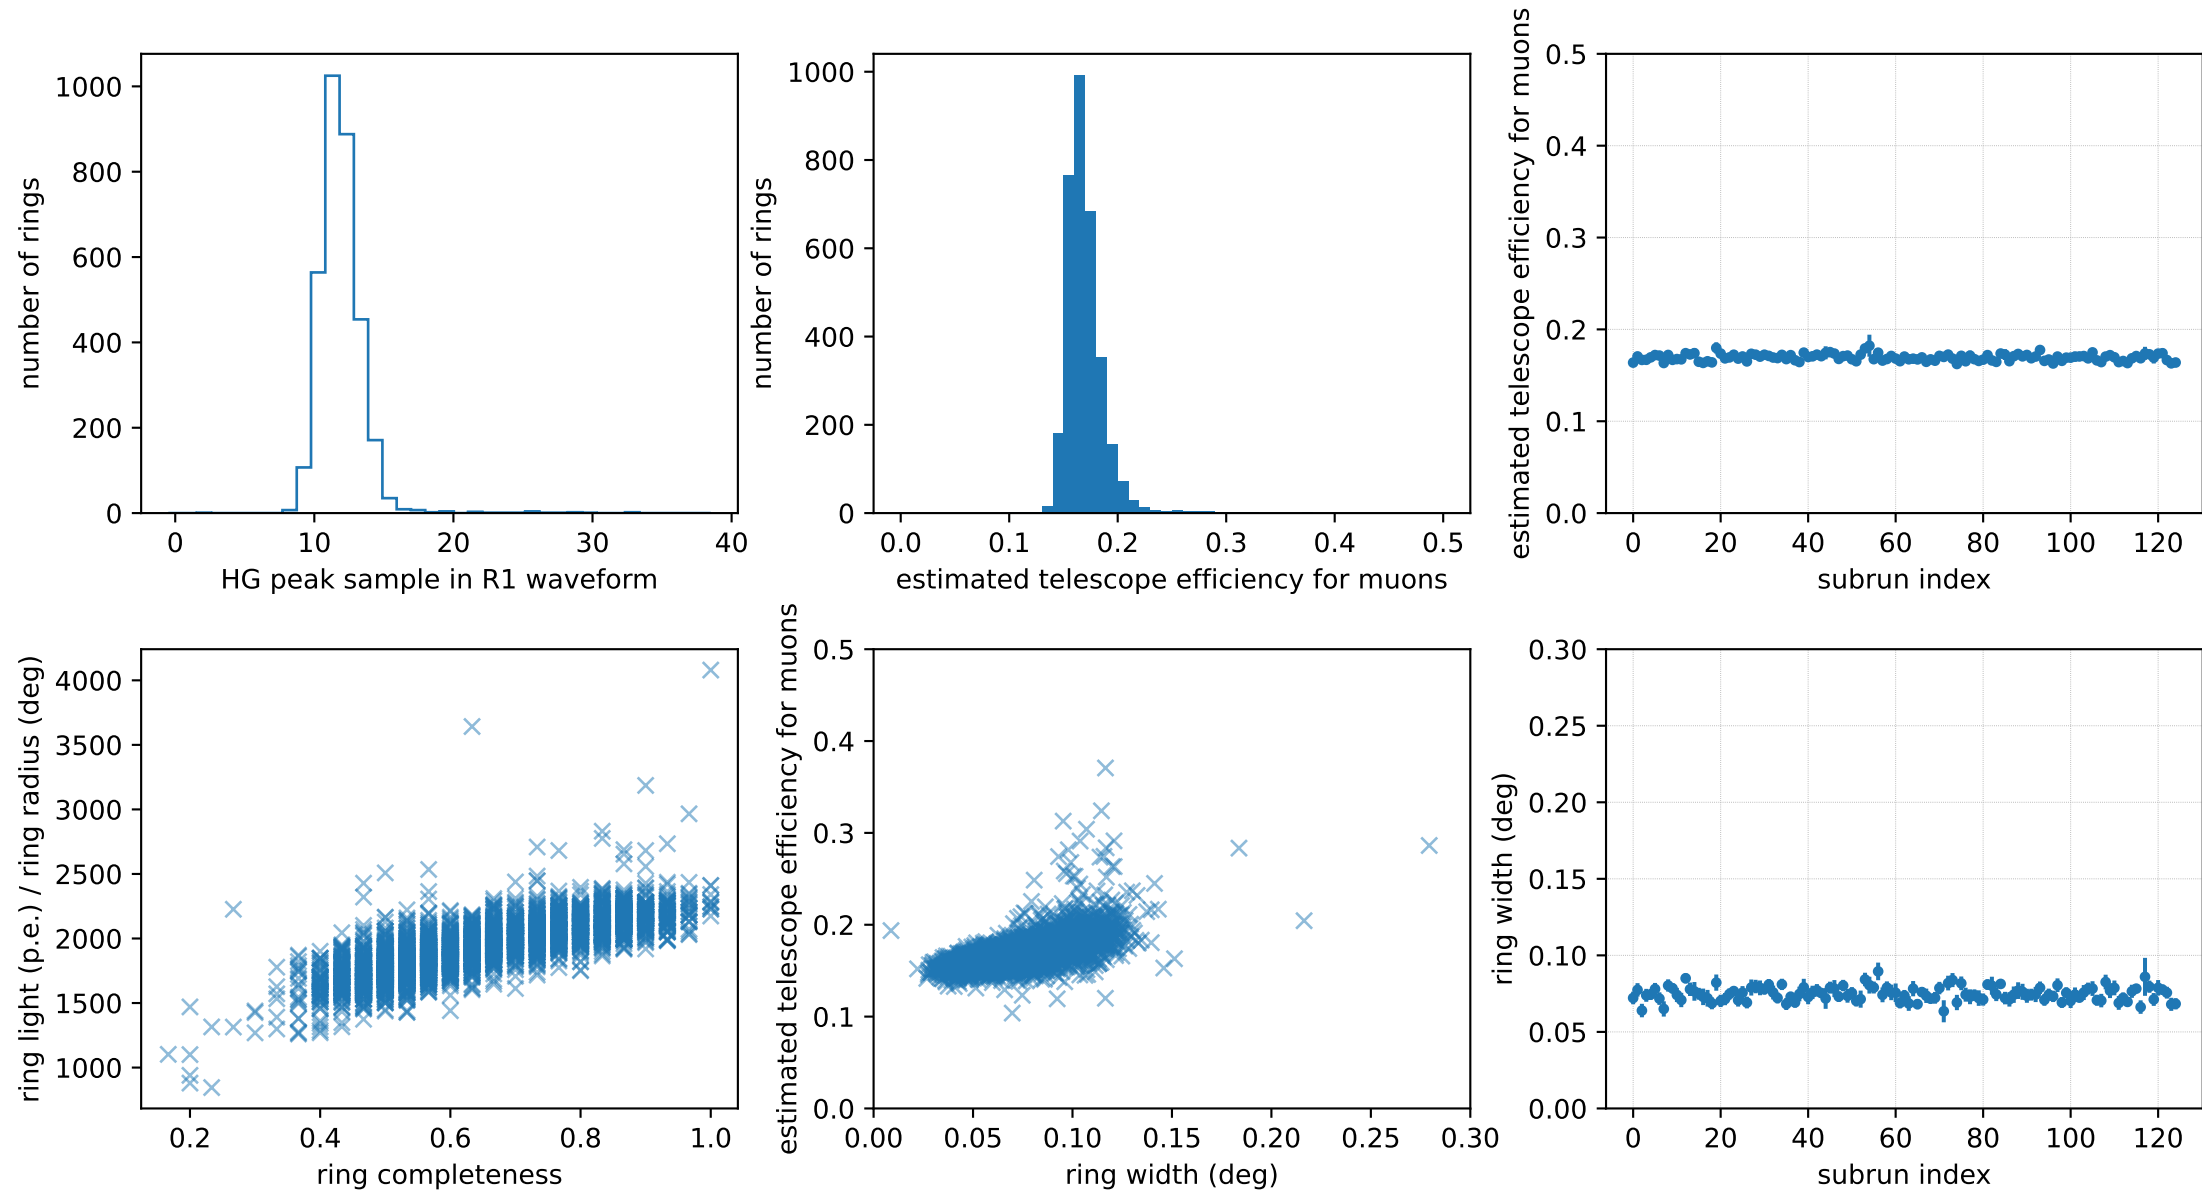 number of rings
1000
800
600
400
200
0
0 10 20 30 40
HG peak sample in R1 waveform
number of rings
1000
800
600
400
200
0
0.0 0.1 0.2 0.3 0.4 0.5
estimated telescope efficiency for muons
estimated telescope efficiency for muons
0.5
0.4
0.3
0.2
0.1
0.0
0 20 40 60 80 100 120
subrun index
ring light (p.e.) / ring radius (deg)
4000
3500
3000
2500
2000
1500
1000
0.2 0.4 0.6 0.8 1.0
ring completeness
estimated telescope efficiency for muons
0.5
0.4
0.3
0.2
0.1
0.0
0.00 0.05 0.10 0.15 0.20 0.25 0.30
ring width (deg)
ring width (deg)
0.30
0.25
0.20
0.15
0.10
0.05
0.00
0 20 40 60 80 100 120
subrun index